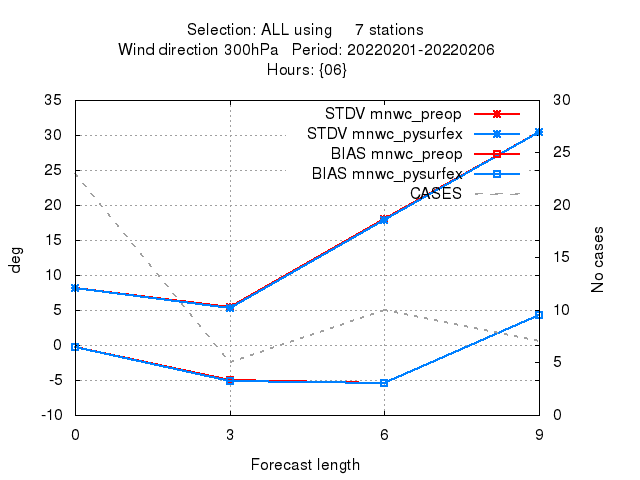 Selection: ALL using 7 stations
Wind direction 300hPa Period: 20220201-20220206
Hours: {06}
35 30
STDV mnwc_preop
30 STDV mnwc_pysurfex
25 BIAS mnwc_preop 25
BIAS mnwc_pysurfex
20 CASES 20
15 15
10
5 10
0
-5 5
-10 0
deg
No cases
0 3 6 9
Forecast length